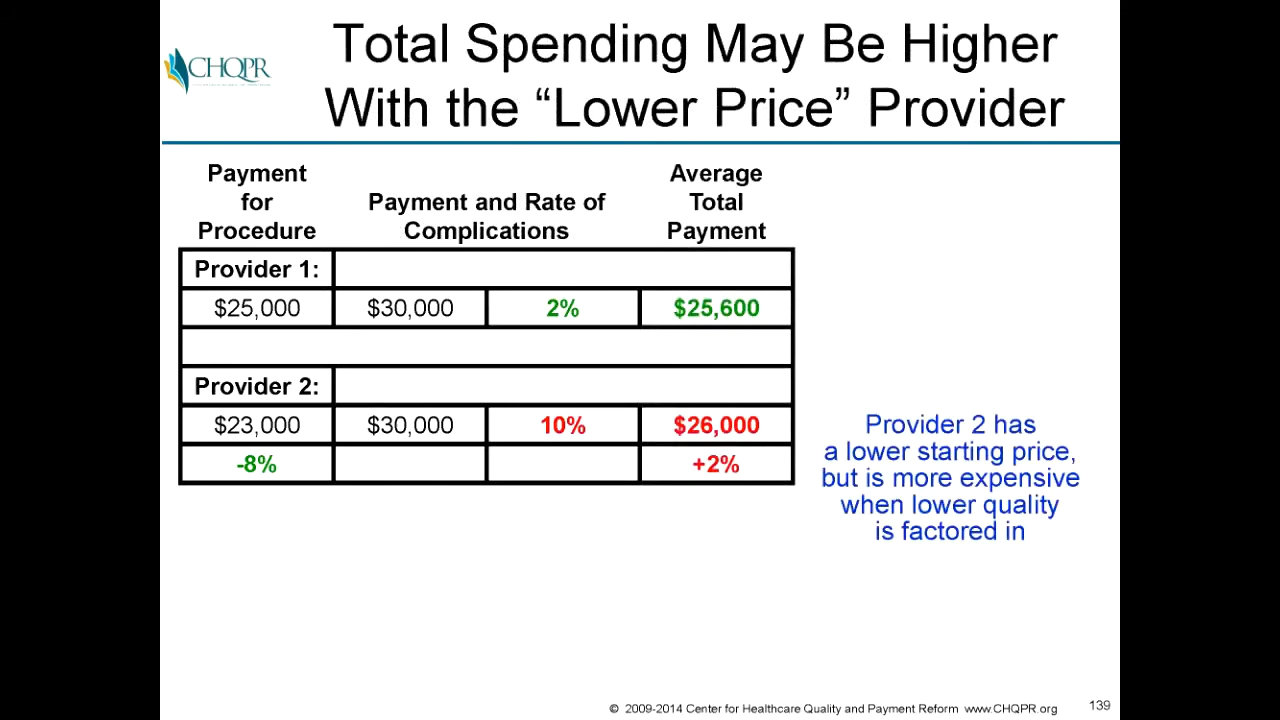 Total Spending May Be Higher
With the “Lower Price” Provider
CHQPR
Payment
for
Procedure
Payment and Rate of
Complications
Average
Total
Payment
Provider 1:
$25,000 $30,000 2% $25,600
Provider 2:
$23,000 $30,000 10% $26,000
-8% +2%
Provider 2 has
a lower starting price,
but is more expensive
when lower quality
is factored in
© 2009-2014 Center for Healthcare Quality and Payment Reform www.CHQPR.org
139